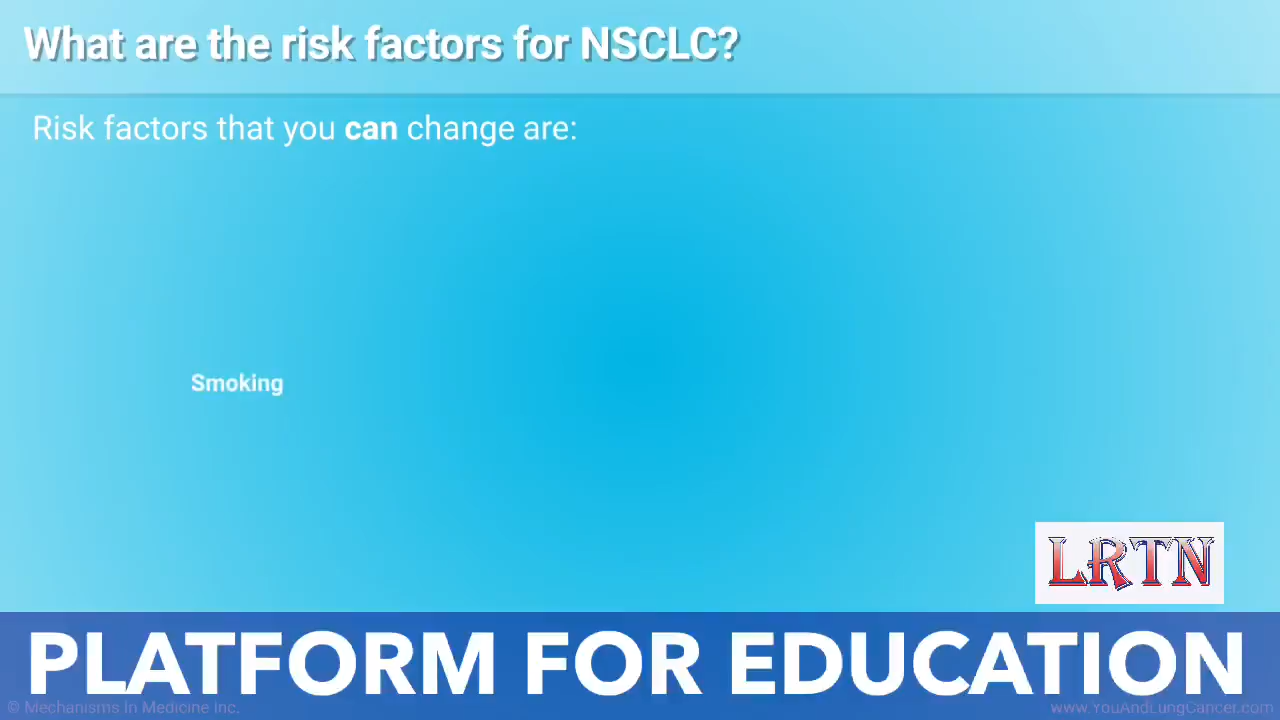 What are the risk factors for NSCLC?
Risk factors that you can change are:
Smoking
LRTN
PLATFORM FOR EDUCATION
© Mechanisms In Medicine Inc.
www.YouAndLungCancer.com